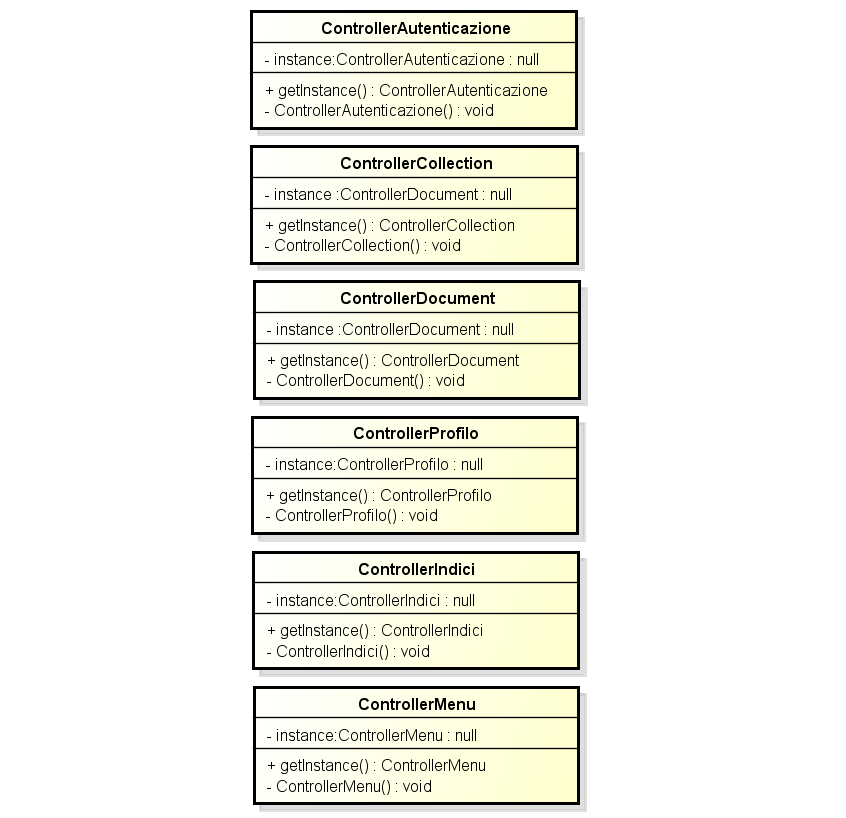 ControllerAutenticazione
- instance:ControllerAutenticazione : null
+ getInstance() : ControllerAutenticazione
- ControllerAutenticazione() : void
ControllerCollection
- instance :ControllerDocument : null
+ getInstance() : ControllerCollection
- ControllerCollection() : void
ControllerDocument
- instance :ControllerDocument : null
+ getInstance() : ControllerDocument
- ControllerDocument() : void
ControllerProfilo
- instance:ControllerProfilo : null
+ getInstance() : ControllerProfilo
- ControllerProfilo() : void
ControllerIndici
- instance:ControllerIndici : null
+ getInstance() : ControllerIndici
- ControllerIndici() : void
ControllerMenu
- instance:ControllerMenu : null
+ getInstance() : ControllerMenu
- ControllerMenu() : void